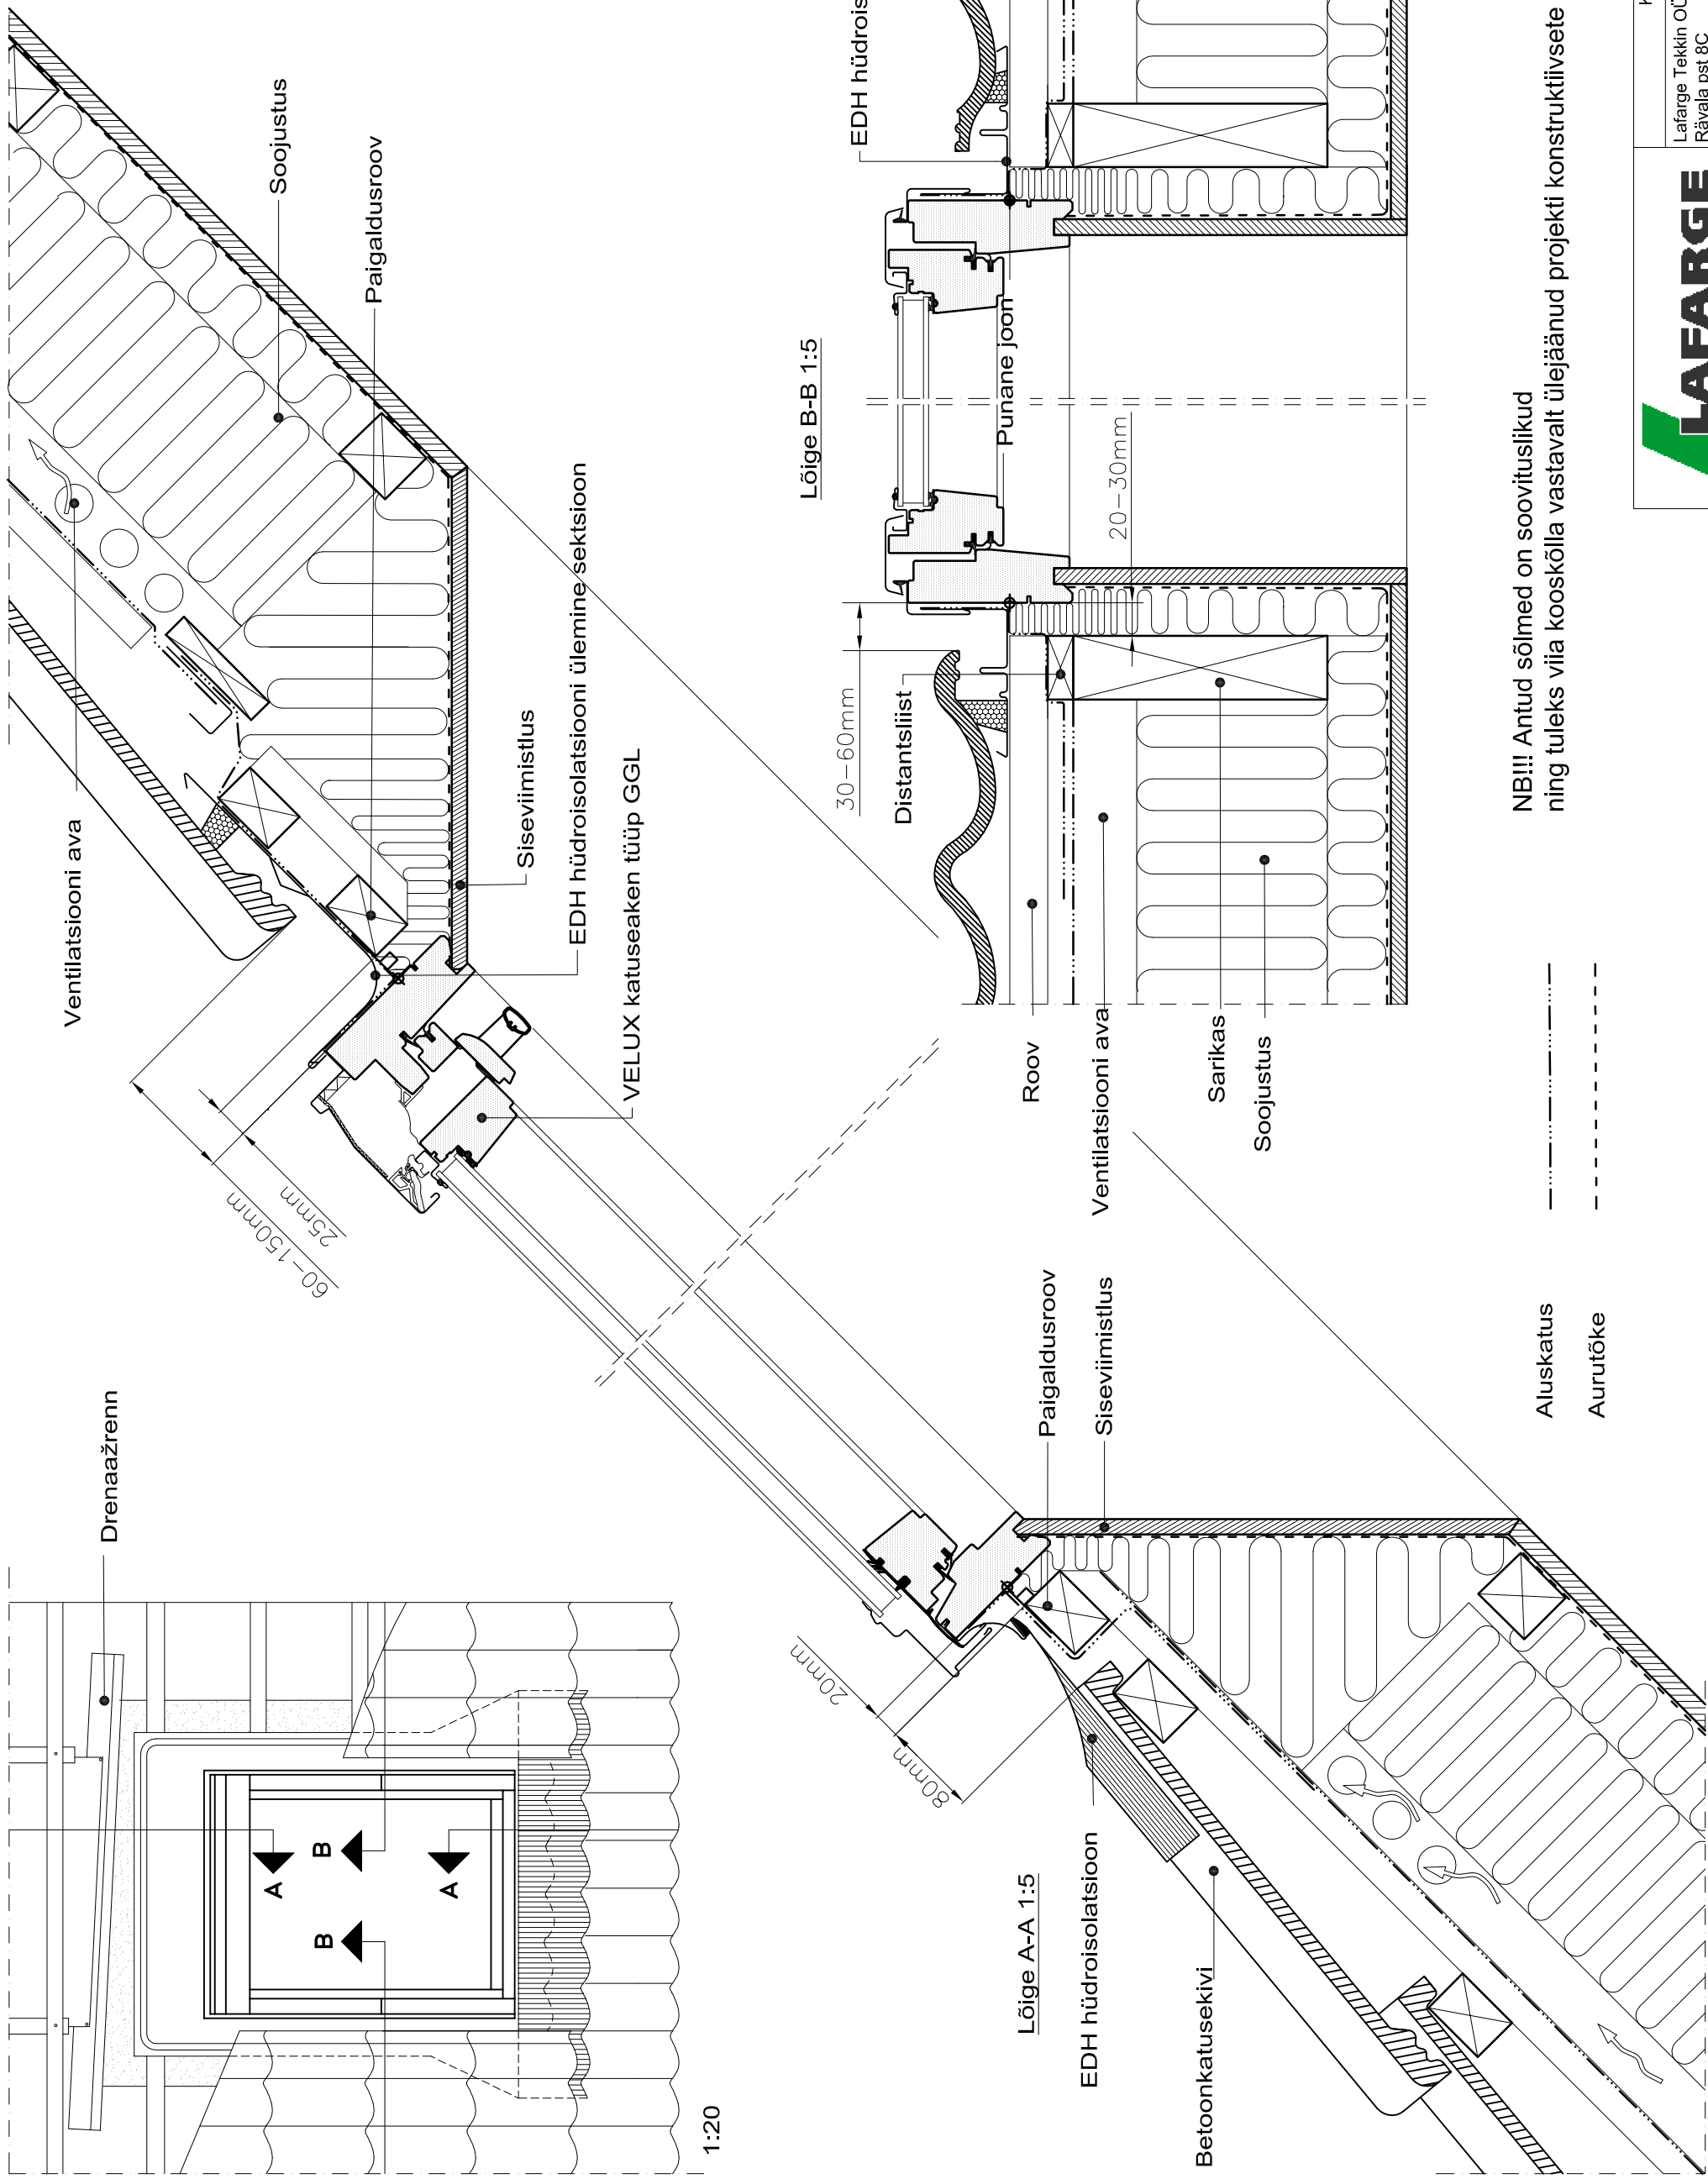 Drenaažrenn
A
A
B
B
1:20
Ventilatsiooni ava
Soojustus
Paigaldusroov
Siseviimistlus
EDH hüdroisolatsiooni ülemine sektsioon
VELUX katuseaken tüüp GGL
60-150mm
25mm
Lõige A-A 1:5
20mm
80mm
Paigaldusroov
Siseviimistlus
EDH hüdroisolatsioon
Betoonkatusekivi
Lõige B-B 1:5
30-60mm
Distantsliist
20-30mm
Punane joon
EDH hüdrois
Roov
Ventilatsiooni ava
Sarikas
Soojustus
Aluskatus
Aurutõke
NB!!! Antud sõlmed on soovituslikud
ning tuleks viia kooskõlla vastavalt ülejäänud projekti konstruktiivsete
LAFARGE
Lafarge Tekkin OÜ
Rävala pst 8C